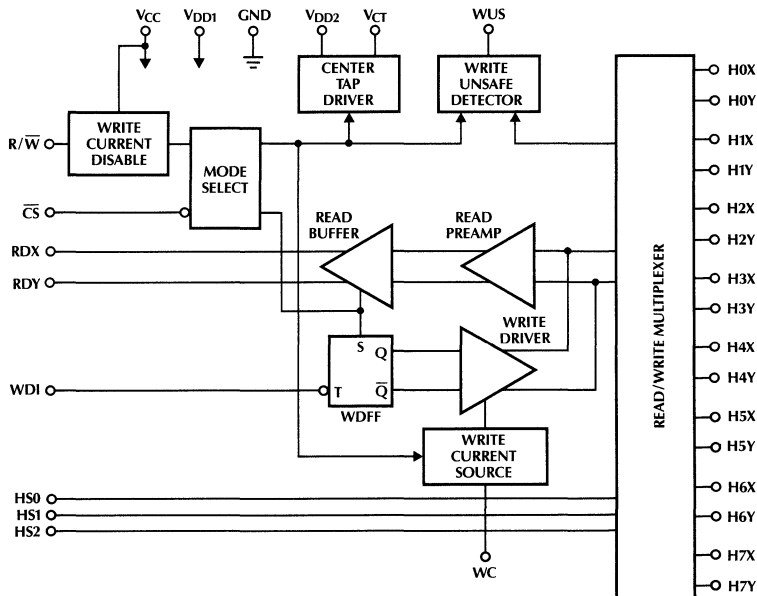 VCC VDD1 GND VDD2 VCT WUS
CENTER
TAP
DRIVER
WRITE
UNSAFE
DETECTOR
R/W̅
WRITE
CURRENT
DISABLE
MODE
SELECT
C̅S̅
RDX
RDY
READ
BUFFER
READ
PREAMP
WRITE
DRIVER
S
Q
Q̅
T
WDFF
WDI
WRITE
CURRENT
SOURCE
WC
HS0
HS1
HS2
READ/WRITE MULTIPLEXER
H0X
H0Y
H1X
H1Y
H2X
H2Y
H3X
H3Y
H4X
H4Y
H5X
H5Y
H6X
H6Y
H7X
H7Y